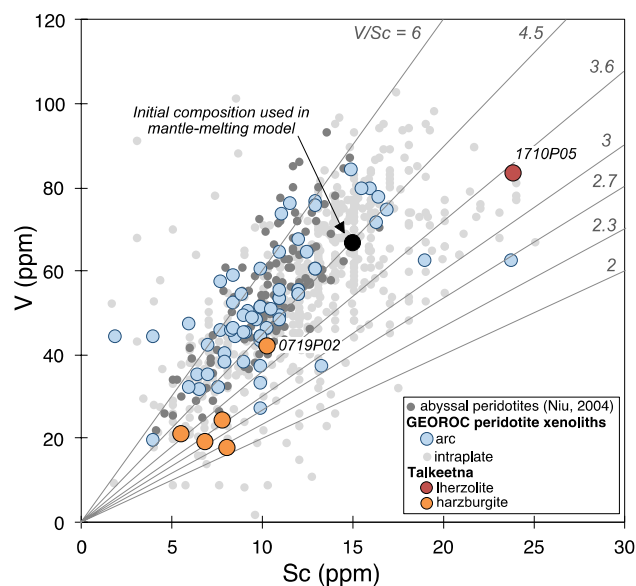 120
100
80
60
40
20
0
V (ppm)
V/Sc = 6
4.5
3.6
3
2.7
2.3
2
Initial composition used in
mantle-melting model
1710P05
0719P02
abyssal peridotites (Niu, 2004)
GEOROC peridotite xenoliths
arc
intraplate
Talkeetna
lherzolite
harzburgite
0 5 10 15 20 25 30
Sc (ppm)